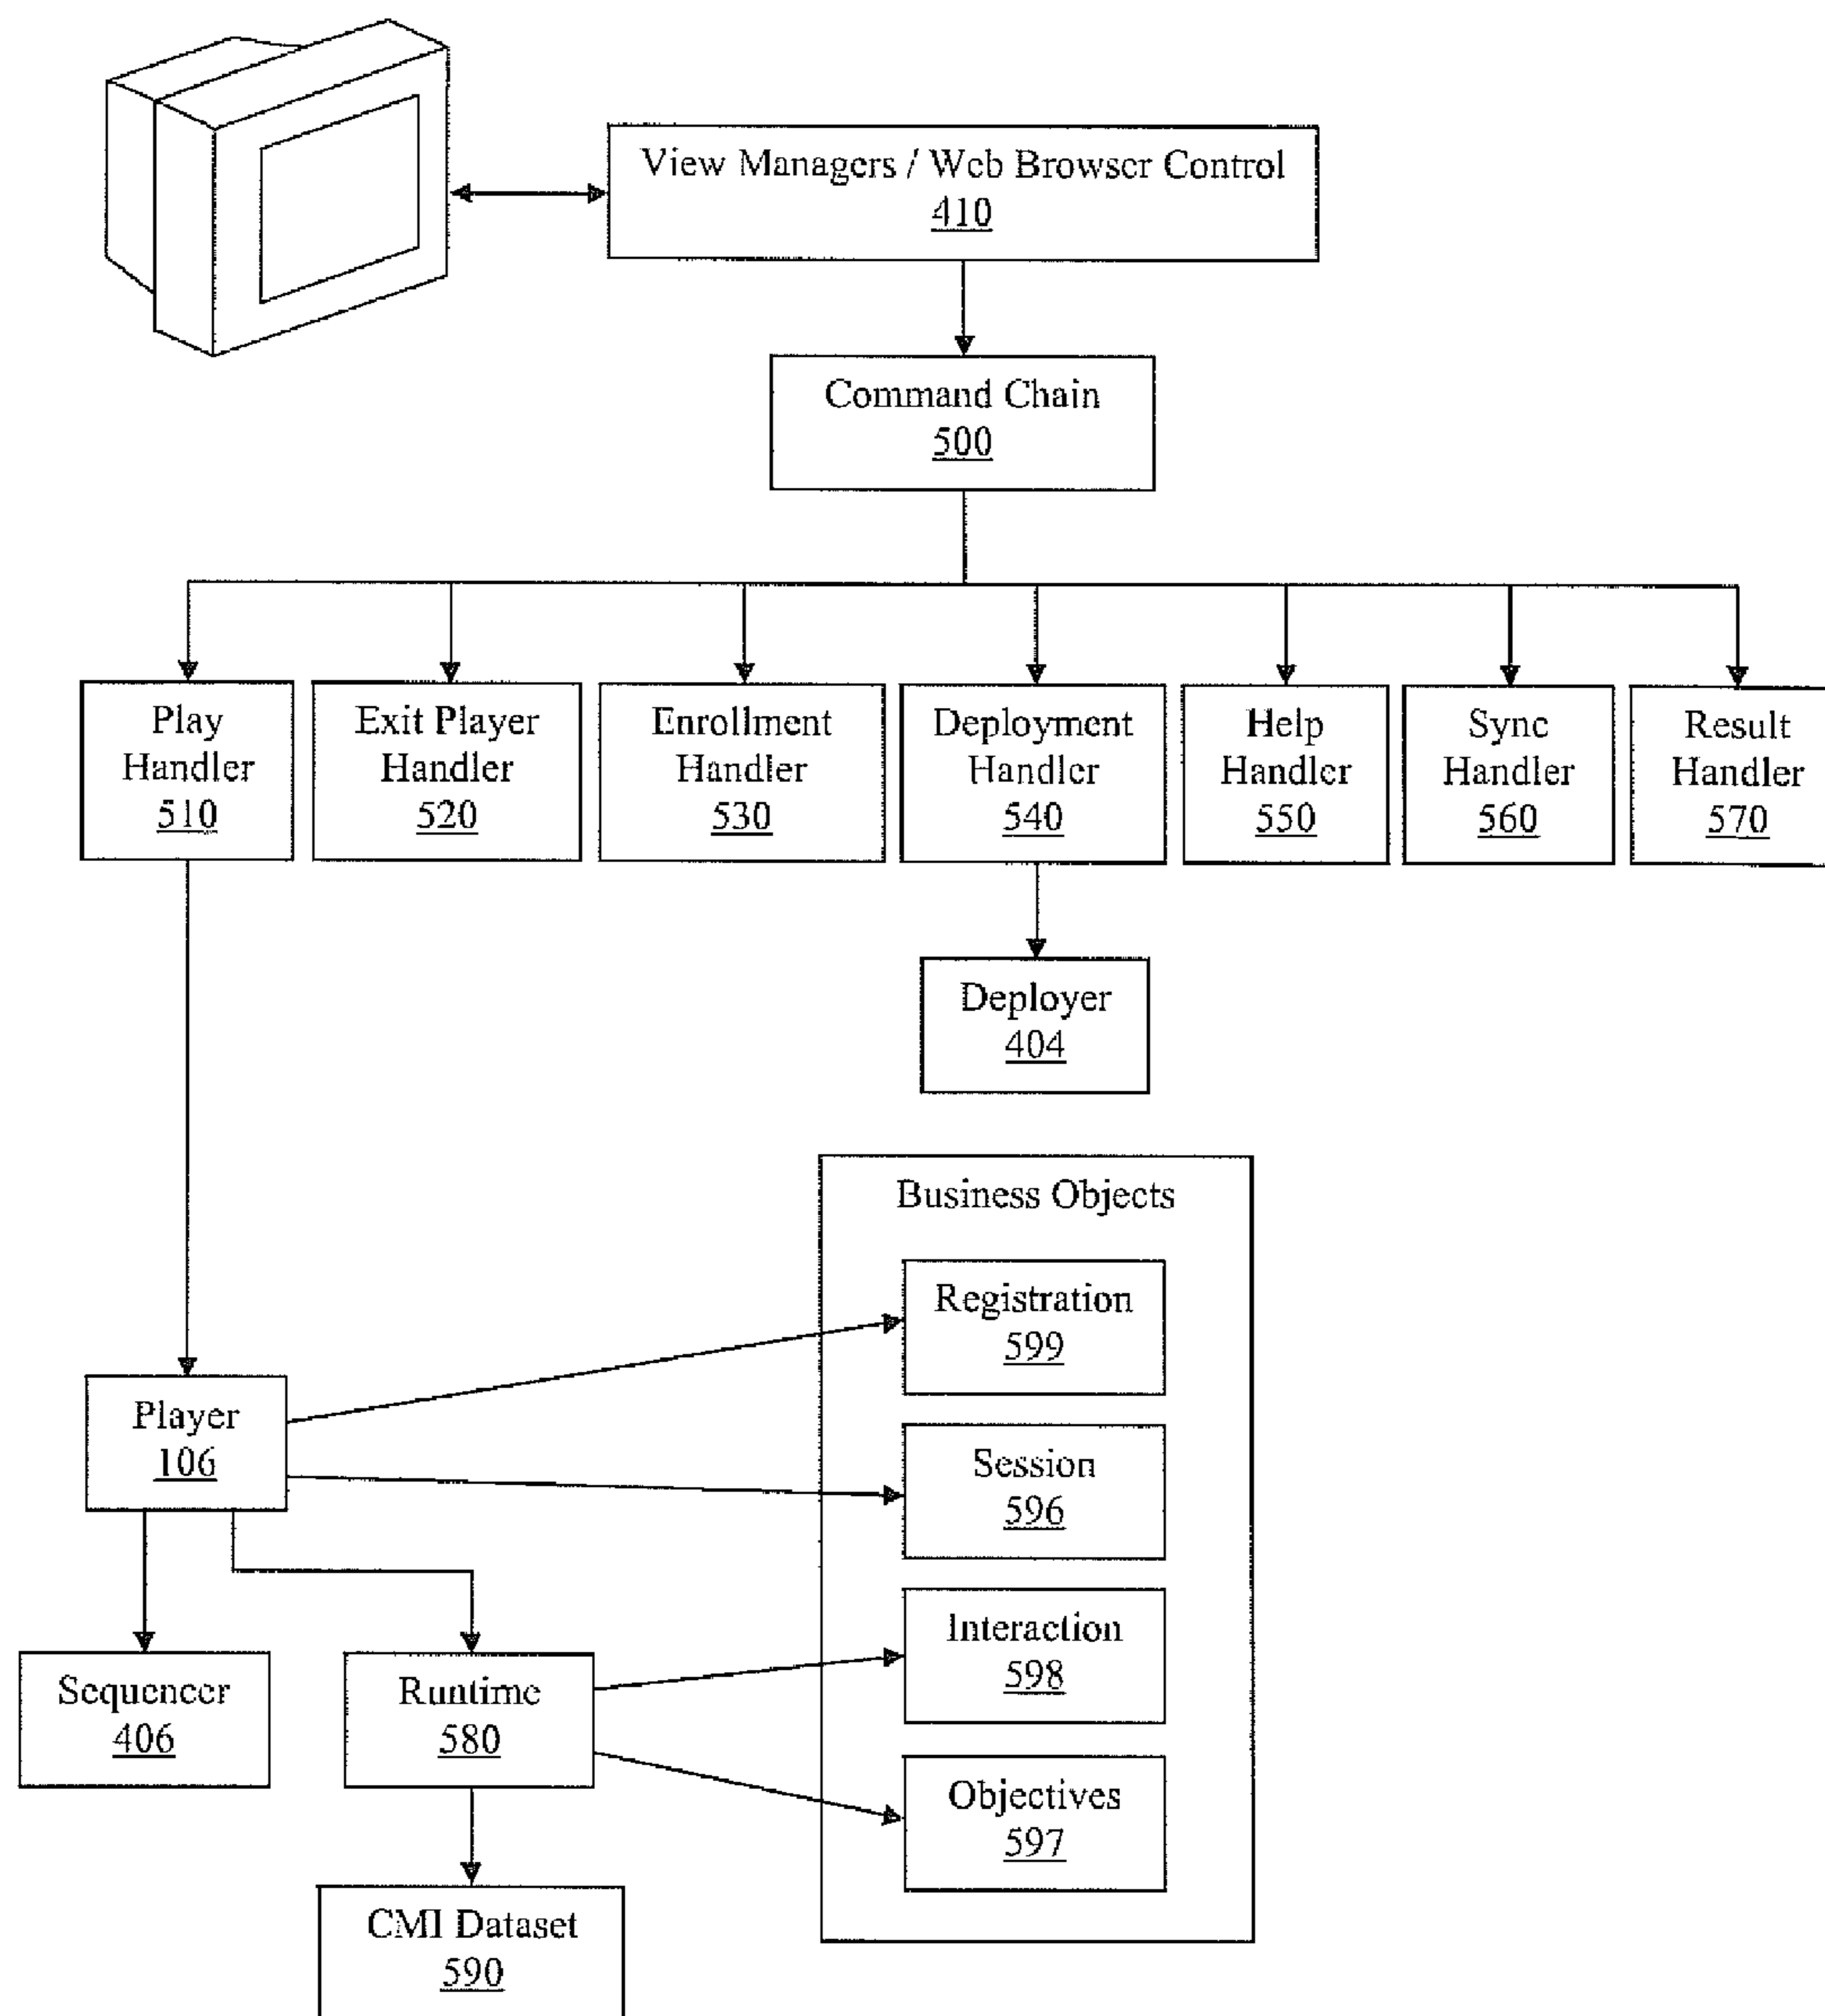 View Managers / Web Browser Control
410
Command Chain
500
Play
Handler
510
Exit Player
Handler
520
Enrollment
Handler
530
Deployment
Handler
540
Help
Handler
550
Sync
Handler
560
Result
Handler
570
Deployer
404
Business Objects
Registration
599
Player
106
Session
596
Interaction
598
Sequencer
406
Runtime
580
Objectives
597
CMI Dataset
590